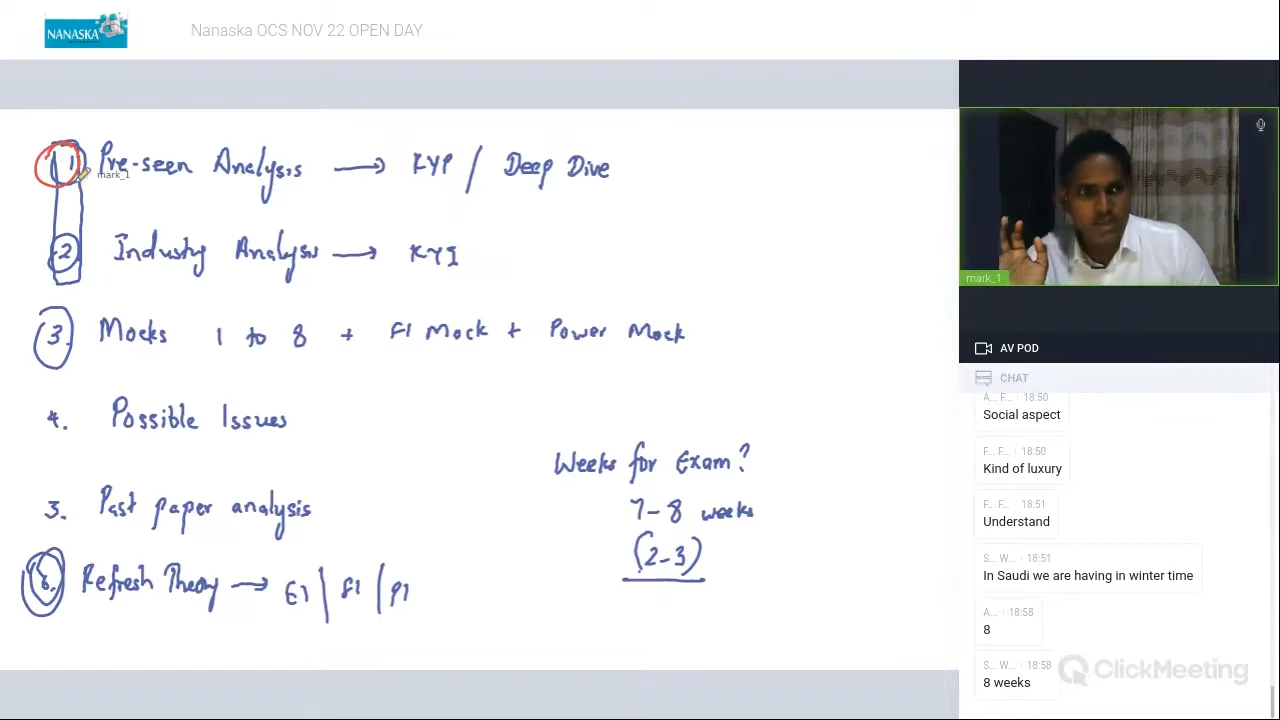 NANASKA
Nanaska OCS NOV 22 OPEN DAY
1. Pre-seen Analysis → KYP / Deep Dive
mark_1
2 Industry Analysis → KYI
3. Mocks 1 to 8 + F1 Mock + Power Mock
4. Possible Issues
Weeks for Exam?
7-8 weeks
(2-3)
3. Past paper analysis
6. Refresh Theory → E1 | F1 | P1
mark_1
AV POD
CHAT
A... F... 18:50
Social aspect
F... F... 18:50
Kind of luxury
F... F... 18:51
Understand
S... W... 18:51
In Saudi we are having in winter time
A... 18:58
8
S... W... 18:58
8 weeks
ClickMeeting